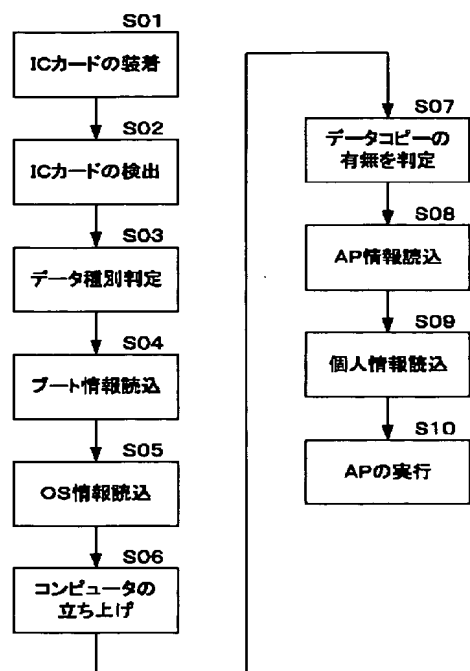 S01
ICカードの装着
S02
ICカードの検出
S03
データ種別判定
S04
ブート情報読込
S05
OS情報読込
S06
コンピュータの
立ち上げ
S07
データコピーの
有無を判定
S08
AP情報読込
S09
個人情報読込
S10
APの実行